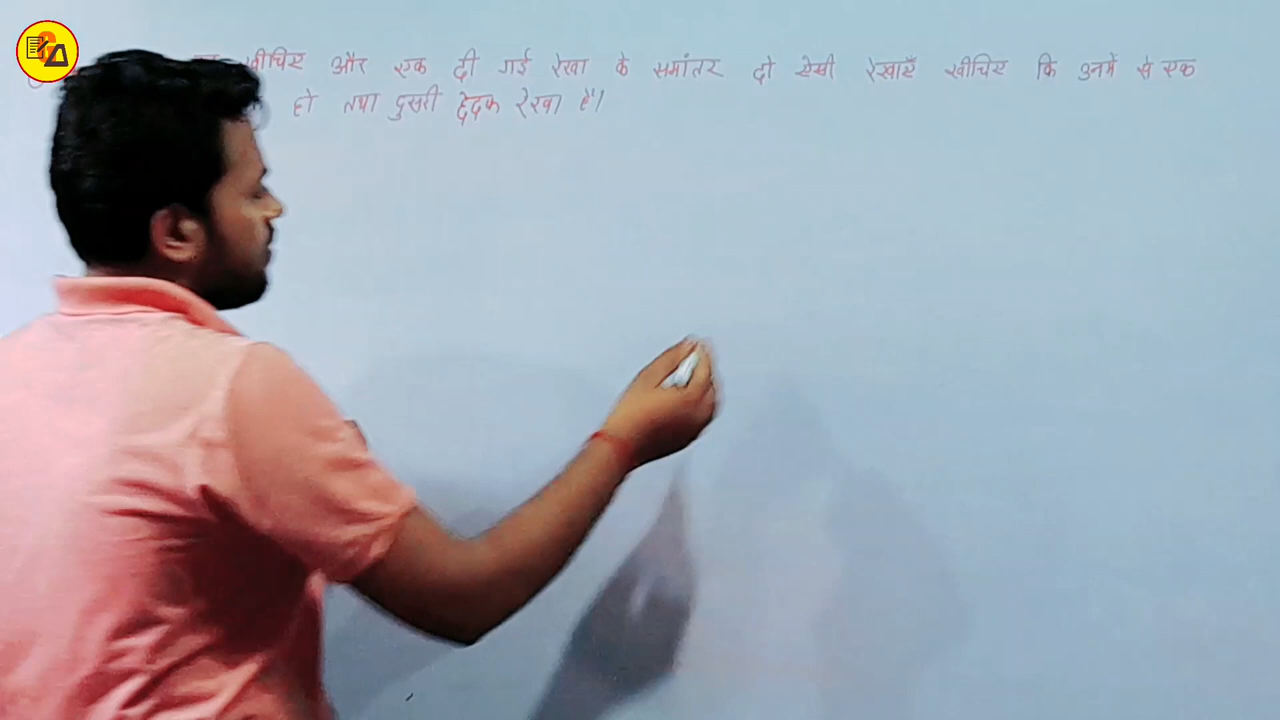 खीचिए और एक दी गई रेखा के समांतर दो ऐसी रेखाएँ खीचिए कि उनमें से एक
हो तथा दुसरी छेदक रेखा हैं।